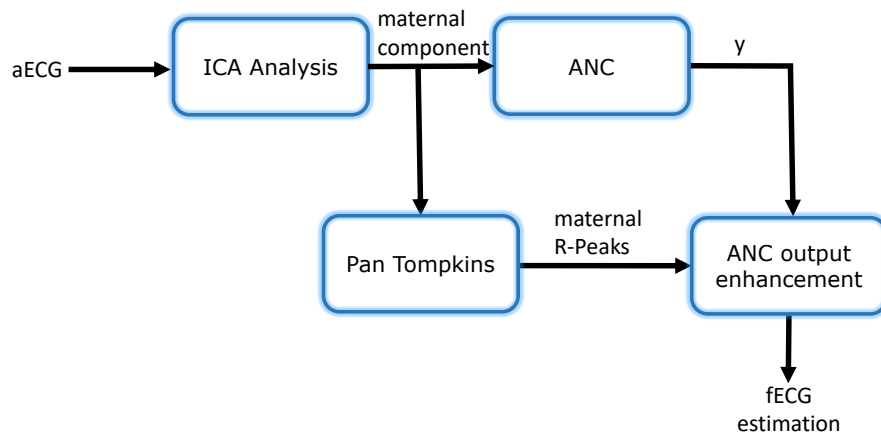 maternal
component
aECG
ICA Analysis
ANC
y
Pan Tompkins
maternal
R-Peaks
ANC output
enhancement
fECG
estimation